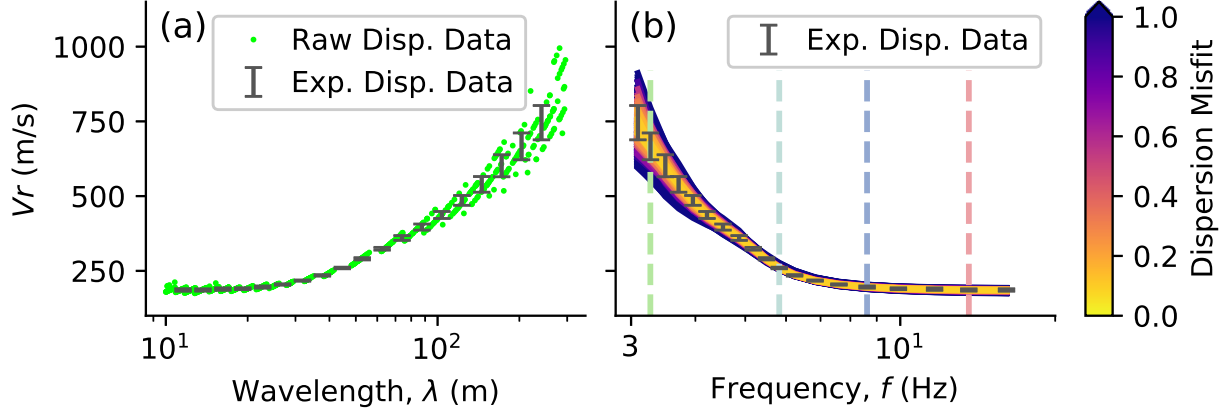 (a)
Raw Disp. Data
Exp. Disp. Data
1000
750
500
250
Vr (m/s)
10¹
10²
Wavelength, λ (m)
(b)
Exp. Disp. Data
3
10¹
Frequency, f (Hz)
1.0
0.8
0.6
0.4
0.2
0.0
Dispersion Misfit